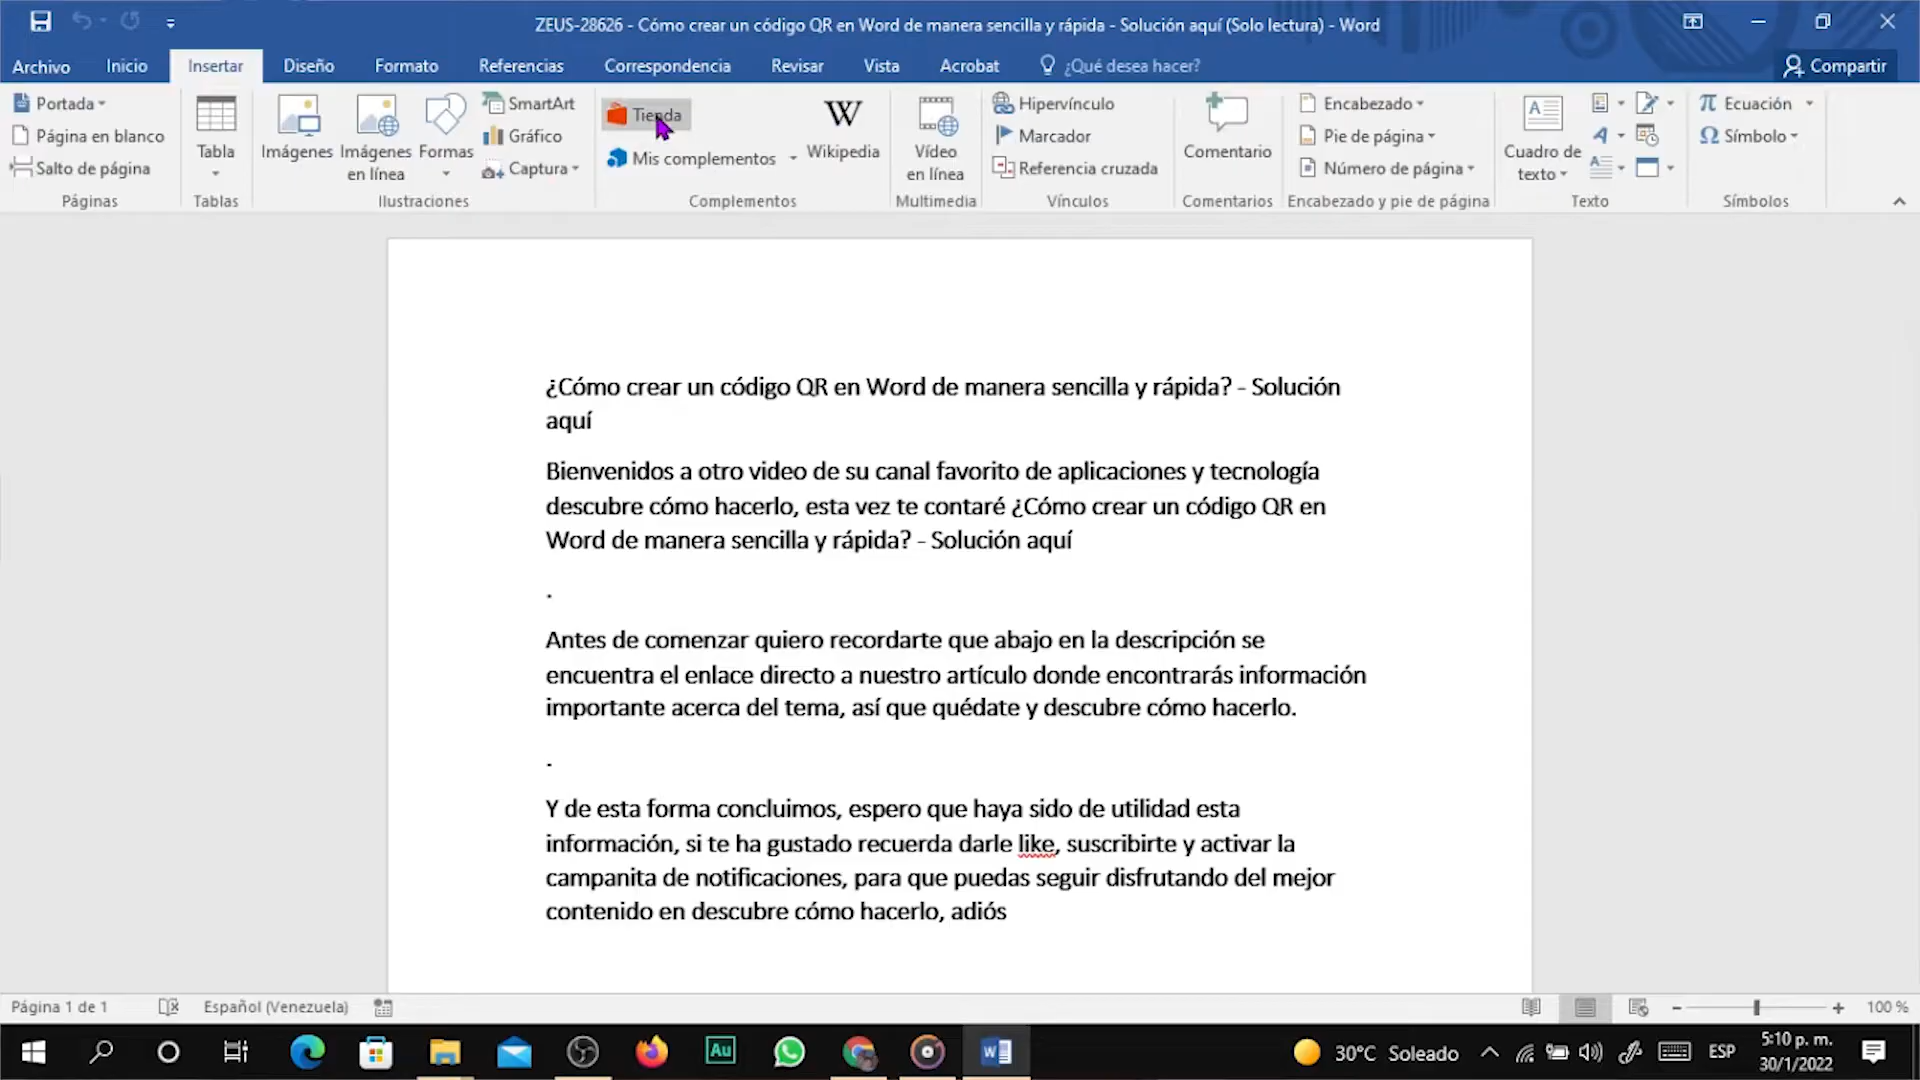 ZEUS-28626 - Cómo crear un código QR en Word de manera sencilla y rápida - Solución aquí (Solo lectura) - Word
Archivo Inicio Insertar Diseño Formato Referencias Correspondencia Revisar Vista Acrobat ¿Qué desea hacer? Compartir
Portada
Página en blanco
Salto de página
Páginas
Tabla
Tablas
Imágenes
Imágenes
en línea
Formas
SmartArt
Gráfico
Captura
Ilustraciones
Tienda
Mis complementos
W
Wikipedia
Complementos
Vídeo
en línea
Multimedia
Hipervínculo
Marcador
Referencia cruzada
Vínculos
Comentario
Comentarios
Encabezado
Pie de página
Número de página
Encabezado y pie de página
Cuadro de
texto
Texto
π Ecuación
Ω Símbolo
Símbolos
¿Cómo crear un código QR en Word de manera sencilla y rápida? - Solución
aquí
Bienvenidos a otro video de su canal favorito de aplicaciones y tecnología
descubre cómo hacerlo, esta vez te contaré ¿Cómo crear un código QR en
Word de manera sencilla y rápida? - Solución aquí
.
Antes de comenzar quiero recordarte que abajo en la descripción se
encuentra el enlace directo a nuestro artículo donde encontrarás información
importante acerca del tema, así que quédate y descubre cómo hacerlo.
.
Y de esta forma concluimos, espero que haya sido de utilidad esta
información, si te ha gustado recuerda darle like, suscribirte y activar la
campanita de notificaciones, para que puedas seguir disfrutando del mejor
contenido en descubre cómo hacerlo, adiós
Página 1 de 1 Español (Venezuela) 100 %
Au
30°C Soleado ESP
5:10 p. m.
30/1/2022